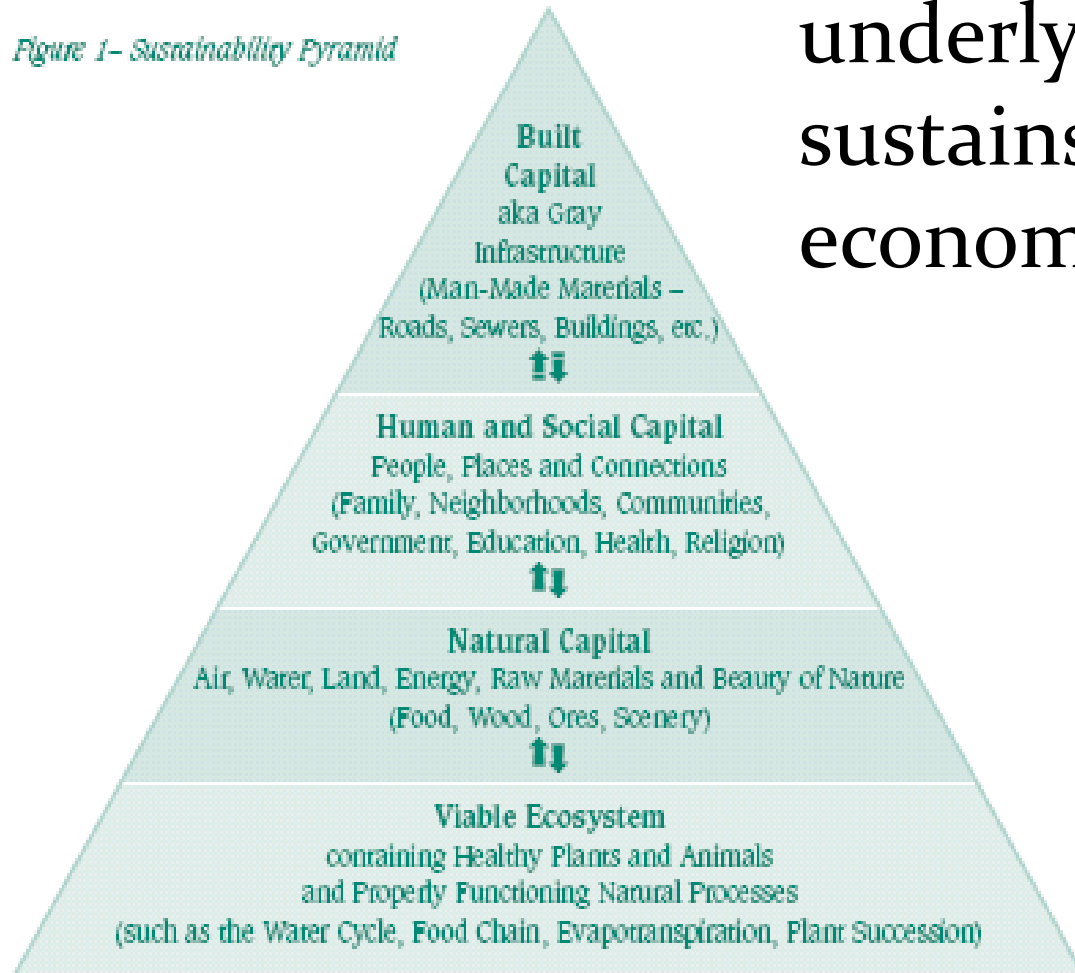 Figure 1– Sustainability Pyramid
underly
sustains
econom
Built
Capital
aka Gray
Infrastructure
(Man-Made Materials –
Roads, Sewers, Buildings, etc.)
Human and Social Capital
People, Places and Connections
(Family, Neighborhoods, Communities,
Government, Education, Health, Religion)
Natural Capital
Air, Water, Land, Energy, Raw Materials and Beauty of Nature
(Food, Wood, Ores, Scenery)
Viable Ecosystem
containing Healthy Plants and Animals
and Properly Functioning Natural Processes
(such as the Water Cycle, Food Chain, Evapotranspiration, Plant Succession)